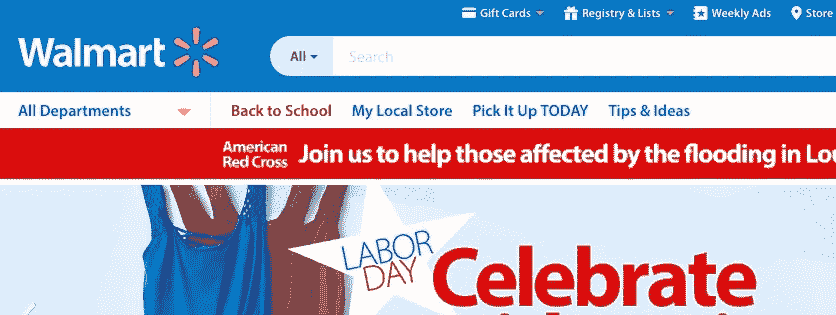 Gift Cards Registry & Lists Weekly Ads Store
Walmart All Search
All Departments Back to School My Local Store Pick It Up TODAY Tips & Ideas
American
Red Cross
Join us to help those affected by the flooding in Lou
LABOR
DAY
Celebrate